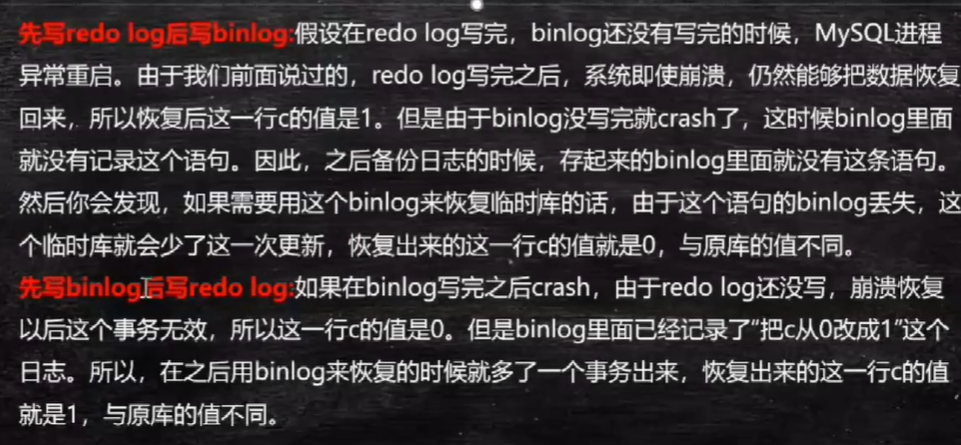 先写redo log后写binlog:假设在redo log写完，binlog还没有写完的时候，MySQL进程
异常重启。由于我们前面说过的，redo log写完之后，系统即使崩溃，仍然能够把数据恢复
回来，所以恢复后这一行c的值是1。但是由于binlog没写完就crash了，这时候binlog里面
就没有记录这个语句。因此，之后备份日志的时候，存起来的binlog里面就没有这条语句。
然后你会发现，如果需要用这个binlog来恢复临时库的话，由于这个语句的binlog丢失，这
个临时库就会少了这一次更新，恢复出来的这一行c的值就是0，与原库的值不同。
先写binlog后写redo log:如果在binlog写完之后crash，由于redo log还没写，崩溃恢复
以后这个事务无效，所以这一行c的值是0。但是binlog里面已经记录了"把c从0改成1"这个
日志。所以，在之后用binlog来恢复的时候就多了一个事务出来，恢复出来的这一行c的值
就是1，与原库的值不同。